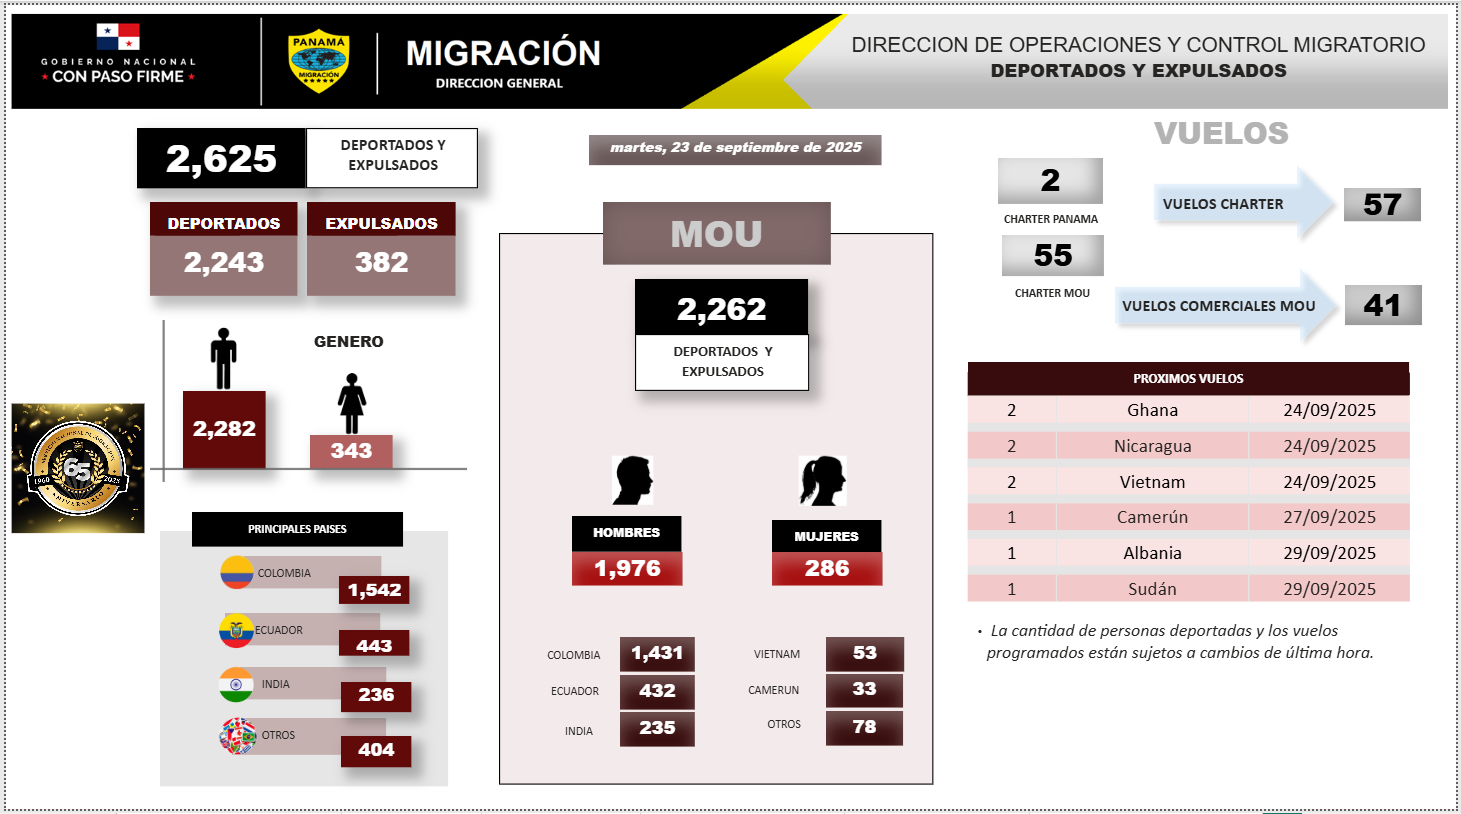 GOBIERNO NACIONAL
CON PASO FIRME
PANAMÁ
MIGRACIÓN
MIGRACIÓN
DIRECCION GENERAL
DIRECCION DE OPERACIONES Y CONTROL MIGRATORIO
DEPORTADOS Y EXPULSADOS
2,625
DEPORTADOS Y
EXPULSADOS
DEPORTADOS
EXPULSADOS
2,243
382
GENERO
2,282
343
65
1960
2025
ANIVERSARIO
PRINCIPALES PAISES
COLOMBIA
1,542
ECUADOR
443
INDIA
236
OTROS
404
martes, 23 de septiembre de 2025
MOU
2,262
DEPORTADOS Y
EXPULSADOS
HOMBRES
1,976
MUJERES
286
COLOMBIA 1,431
ECUADOR 432
INDIA 235
VIETNAM 53
CAMERUN 33
OTROS 78
VUELOS
2
CHARTER PANAMA
55
CHARTER MOU
VUELOS CHARTER
57
VUELOS COMERCIALES MOU
41
PROXIMOS VUELOS
2 Ghana 24/09/2025
2 Nicaragua 24/09/2025
2 Vietnam 24/09/2025
1 Camerún 27/09/2025
1 Albania 29/09/2025
1 Sudán 29/09/2025
• La cantidad de personas deportadas y los vuelos
programados están sujetos a cambios de última hora.